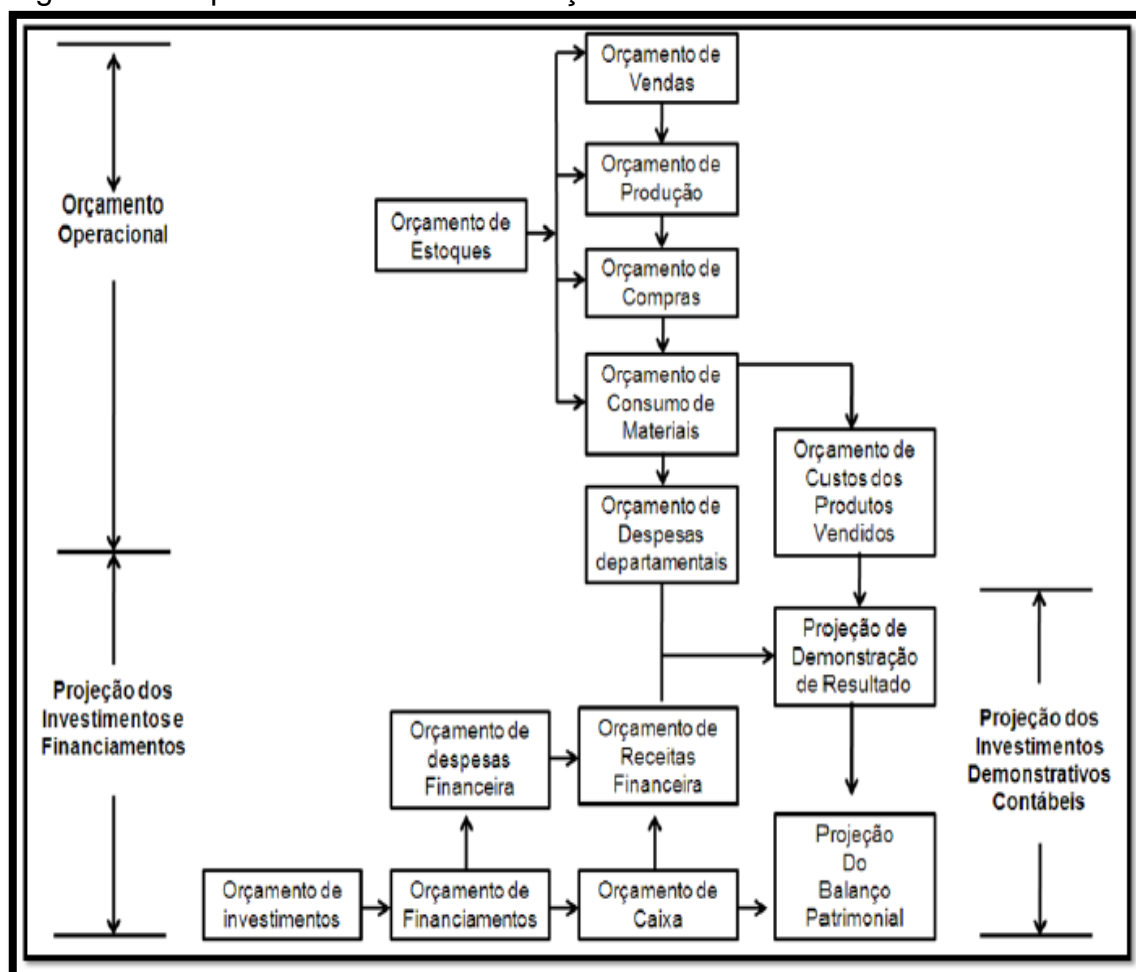 Orçamento de
Vendas
Orçamento de
Produção
Orçamento
Operacional
Orçamento de
Estoques
Orçamento de
Compras
Orçamento de
Consumo de
Materiais
Orçamento de
Custos dos
Produtos
Vendidos
Orçamento de
Despesas
departamentais
Projeção de
Demonstração
de Resultado
Projeção dos
Investimentos e
Financiamentos
Orçamento de
despesas
Financeira
Orçamento de
Receitas
Financeira
Projeção dos
Investimentos
Demonstrativos
Contábeis
Orçamento de
investimentos
Orçamento de
Financiamentos
Orçamento de
Caixa
Projeção
Do
Balanço
Patrimonial